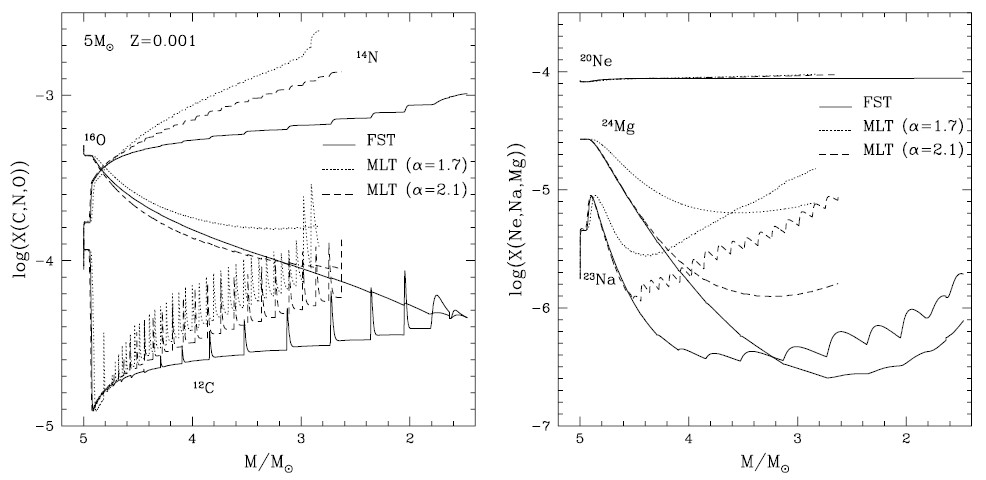 5M⊙ Z=0.001
¹⁴N
¹⁶O
FST
MLT (α=1.7)
MLT (α=2.1)
¹²C
log(X(C,N,O))
-3
-4
-5
5
4
3
2
M/M⊙
²⁰Ne
²⁴Mg
FST
MLT (α=1.7)
MLT (α=2.1)
²³Na
log(X(Ne,Na,Mg))
-4
-5
-6
-7
5
4
3
2
M/M⊙